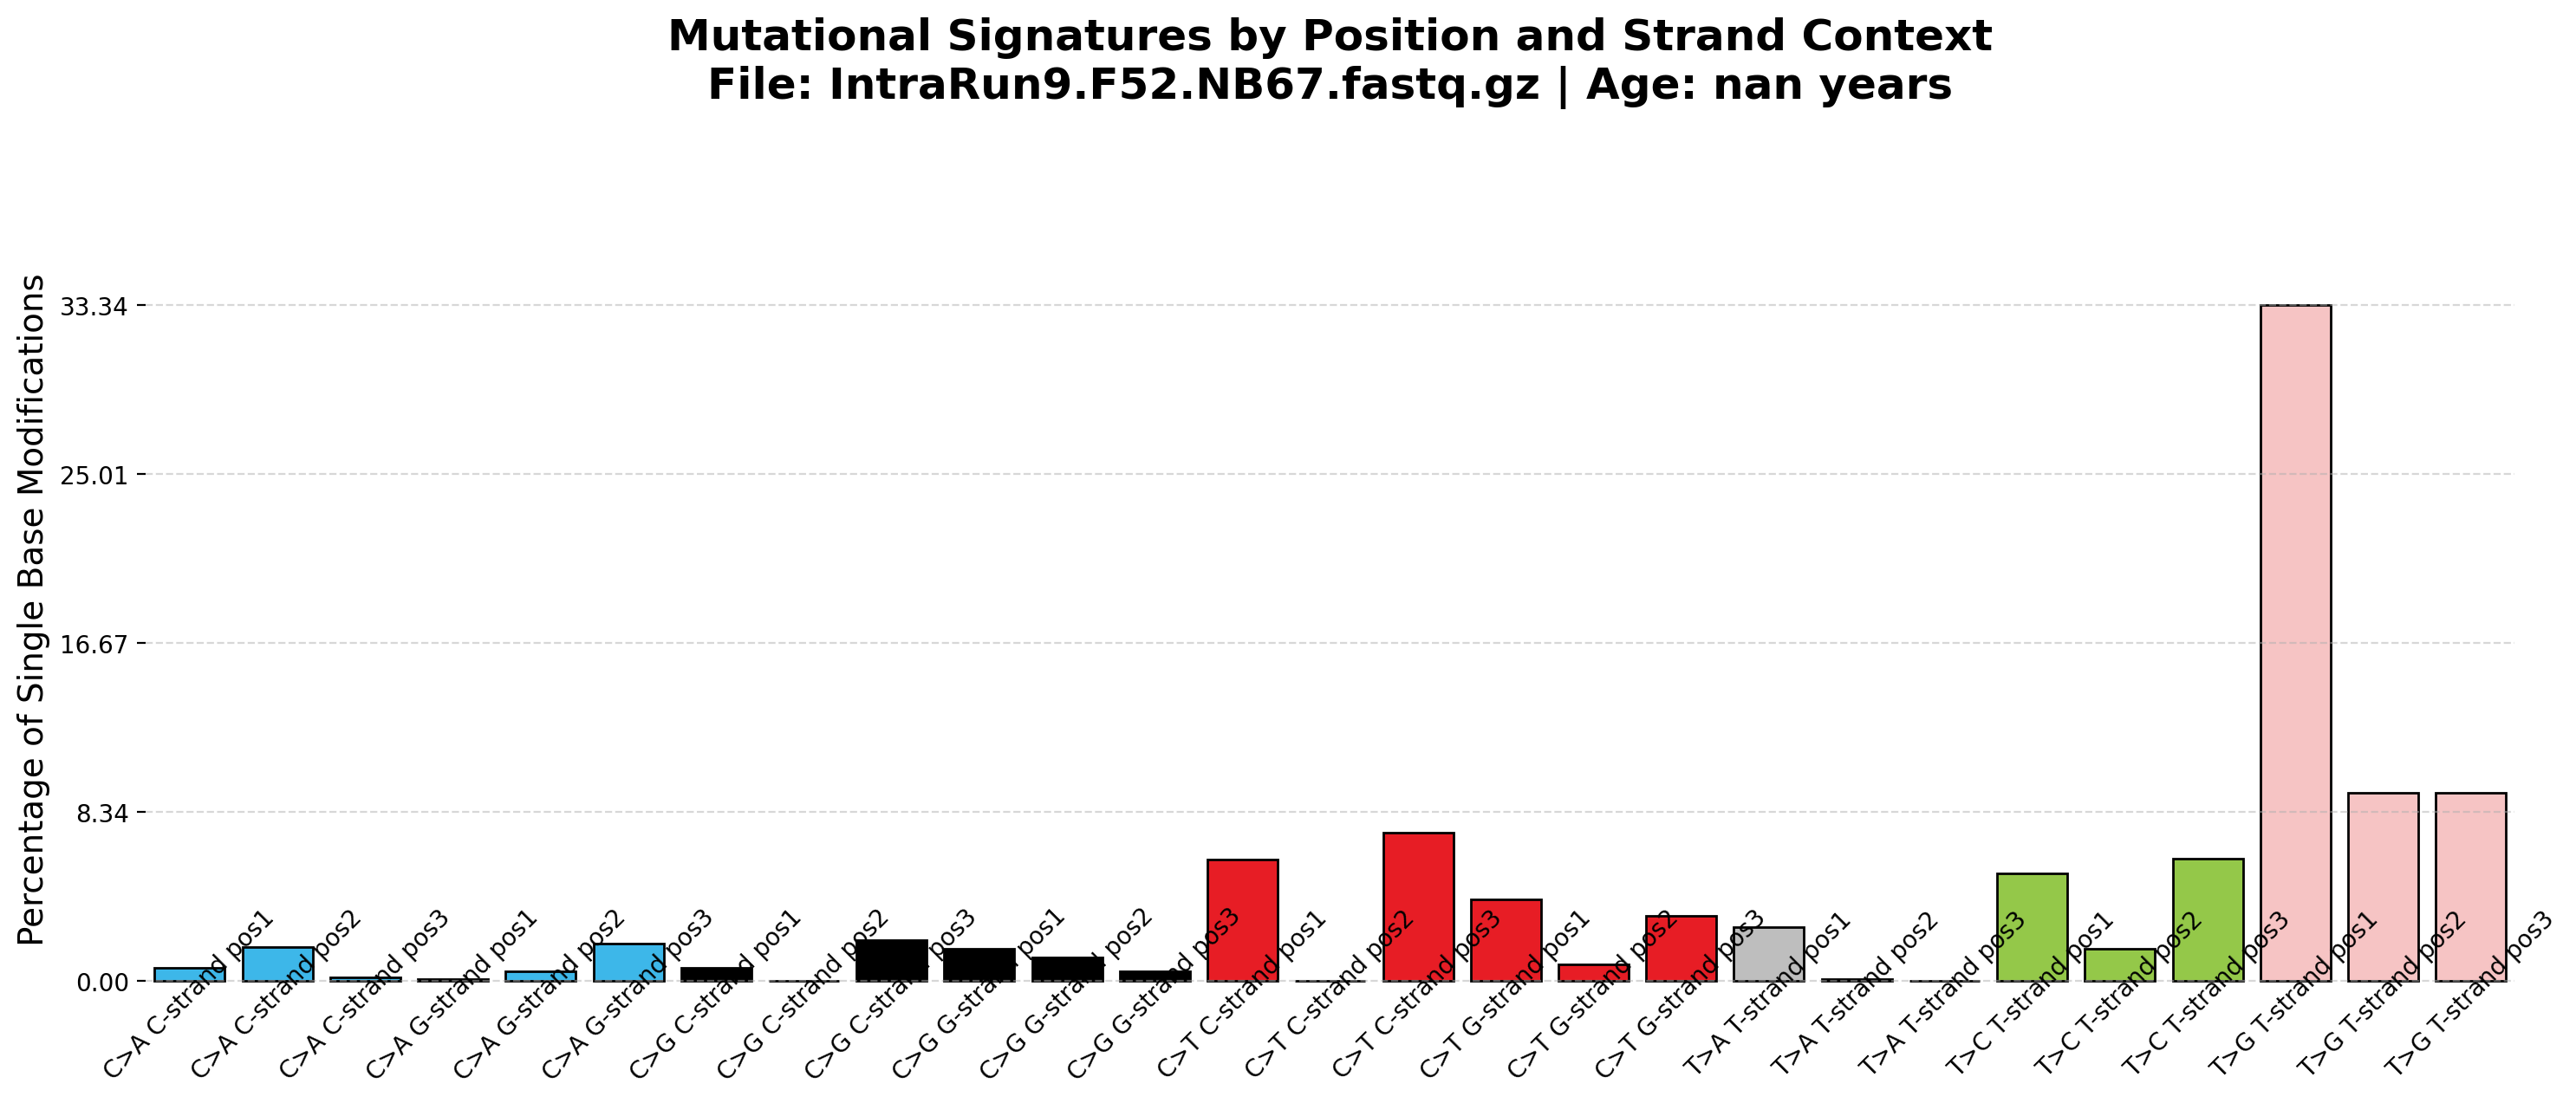 Mutational Signatures by Position and Strand Context
File: IntraRun9.F52.NB67.fastq.gz | Age: nan years
Percentage of Single Base Modifications
33.34
25.01
16.67
8.34
0.00
C>A C-strand pos1
C>A C-strand pos2
C>A C-strand pos3
C>A G-strand pos1
C>A G-strand pos2
C>A G-strand pos3
C>G C-strand pos1
C>G C-strand pos2
C>G C-strand pos3
C>G G-strand pos1
C>G G-strand pos2
C>G G-strand pos3
C>T C-strand pos1
C>T C-strand pos2
C>T C-strand pos3
C>T G-strand pos1
C>T G-strand pos2
C>T G-strand pos3
T>A T-strand pos1
T>A T-strand pos2
T>A T-strand pos3
T>C T-strand pos1
T>C T-strand pos2
T>C T-strand pos3
T>G T-strand pos1
T>G T-strand pos2
T>G T-strand pos3